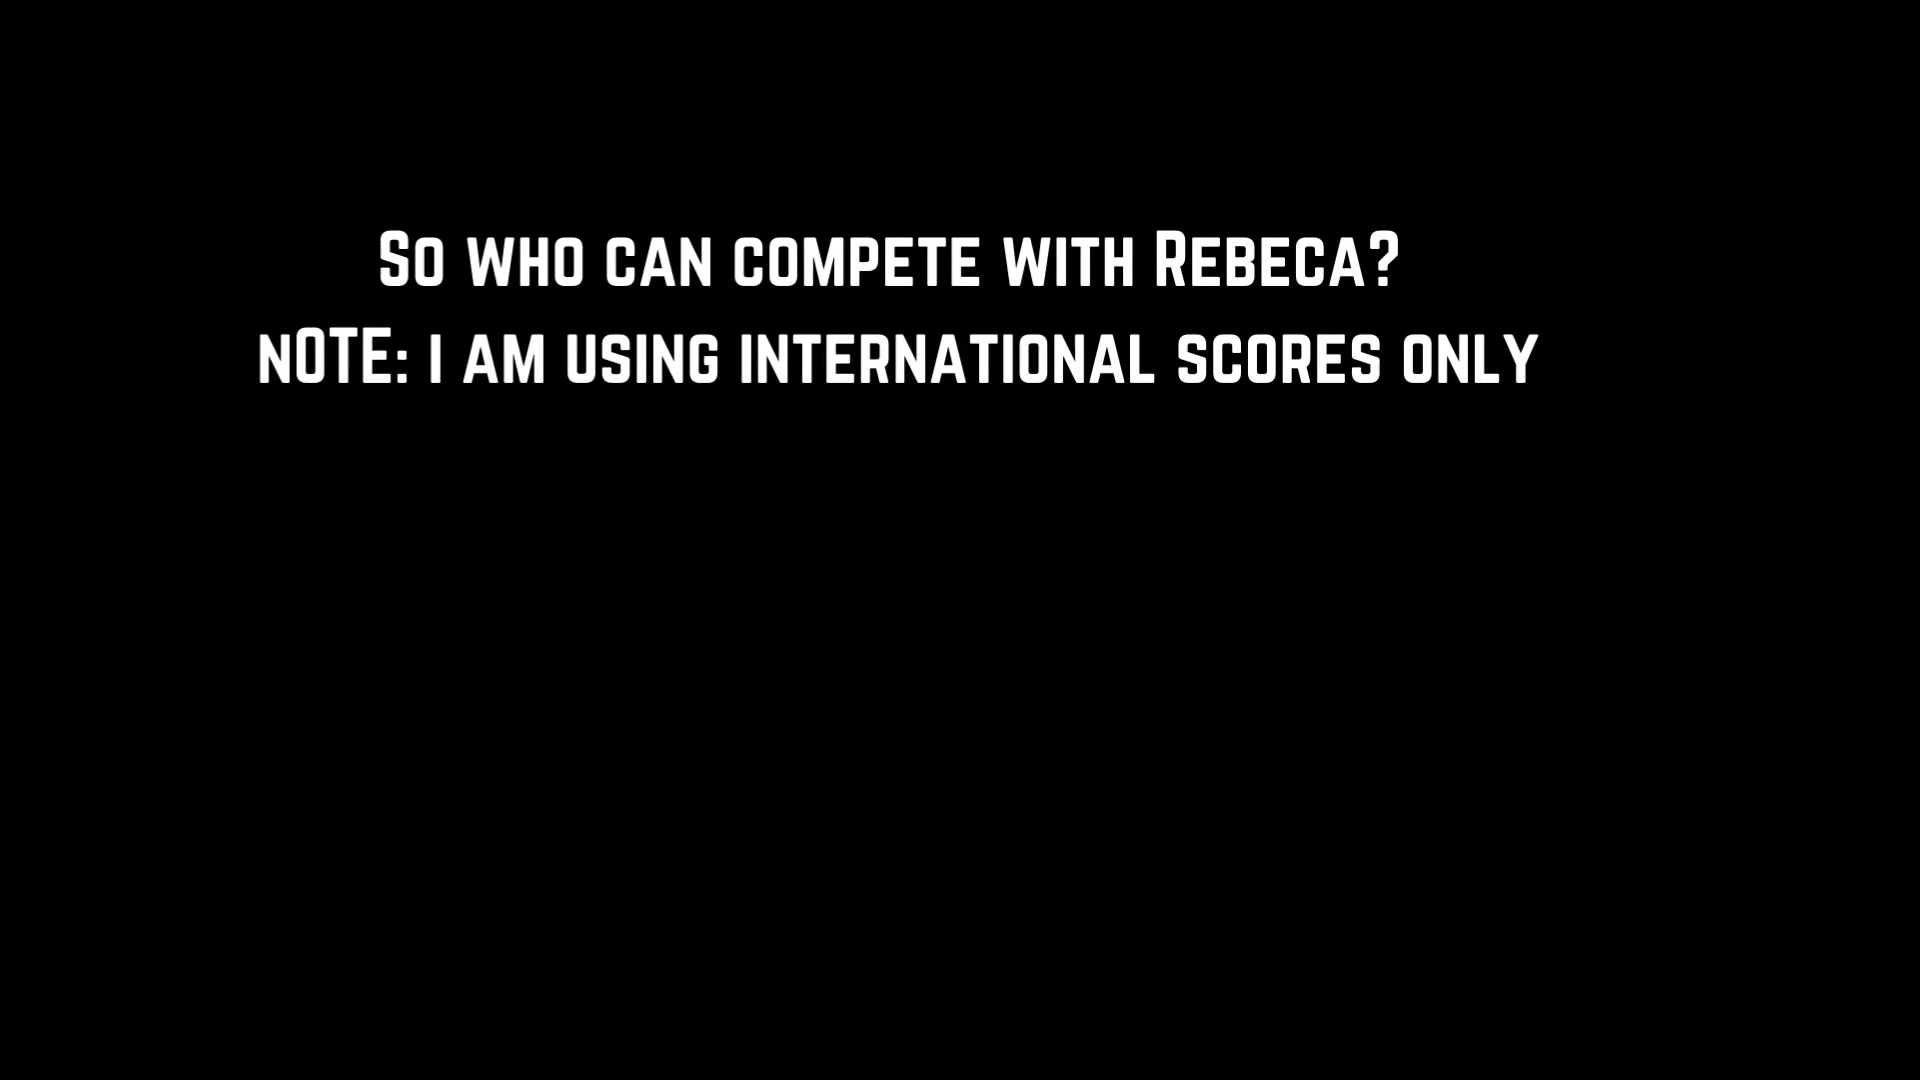 So who can compete with Rebeca?
nOTE: i am using international scores only